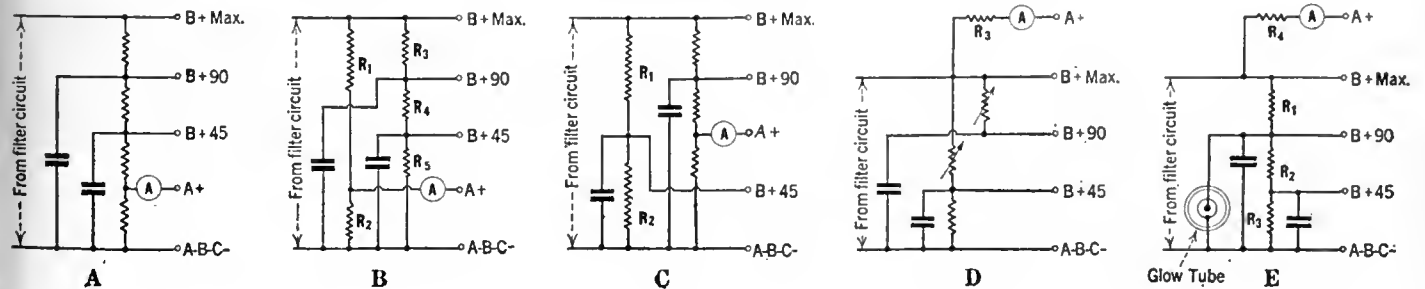 From filter circuit
B + Max.
B + 90
B + 45
A
A +
A-B-C-
A
From filter circuit
R1
R2
R3
R4
R5
B + Max.
B + 90
B + 45
A
A +
A-B-C-
B
From filter circuit
R1
R2
B + Max.
B + 90
A
A +
B + 45
A-B-C-
C
From filter circuit
R3
A
A +
B + Max.
B + 90
B + 45
A-B-C-
D
From filter circuit
R4
A
A +
B + Max.
R1
B + 90
R2
B + 45
R3
A-B-C-
Glow Tube
E